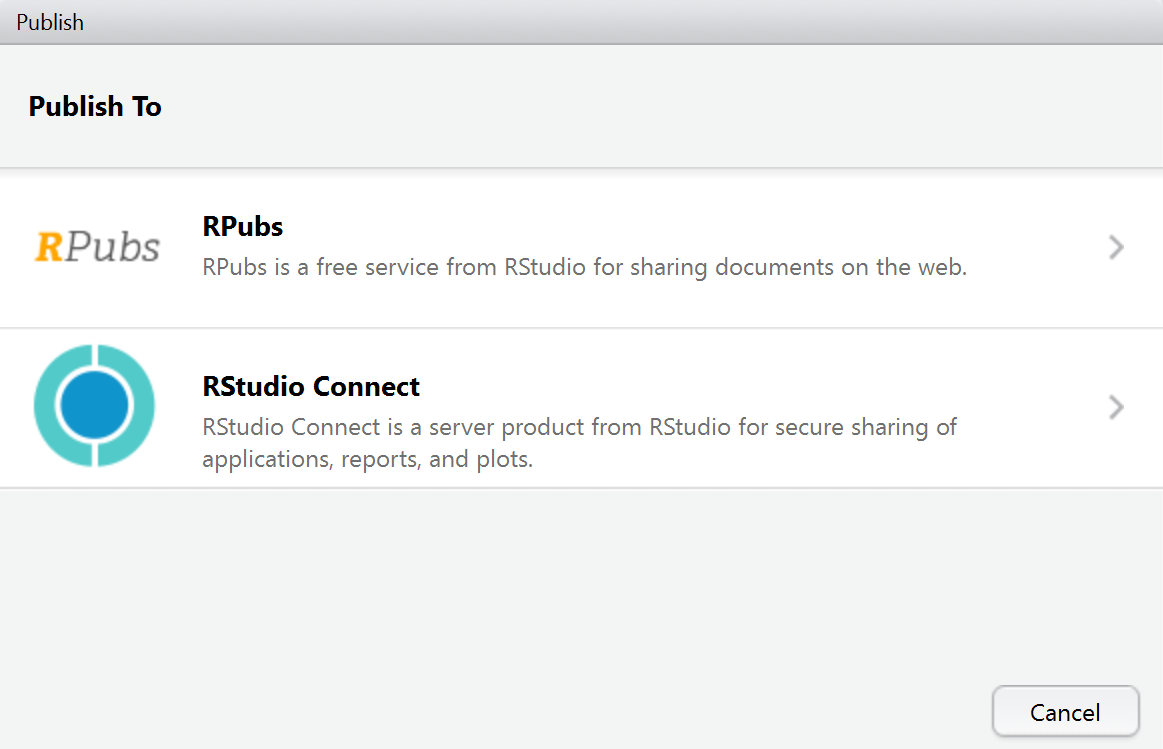 Publish
Publish To
RPubs
RPubs
RPubs is a free service from RStudio for sharing documents on the web.
RStudio Connect
RStudio Connect is a server product from RStudio for secure sharing of
applications, reports, and plots.
Cancel